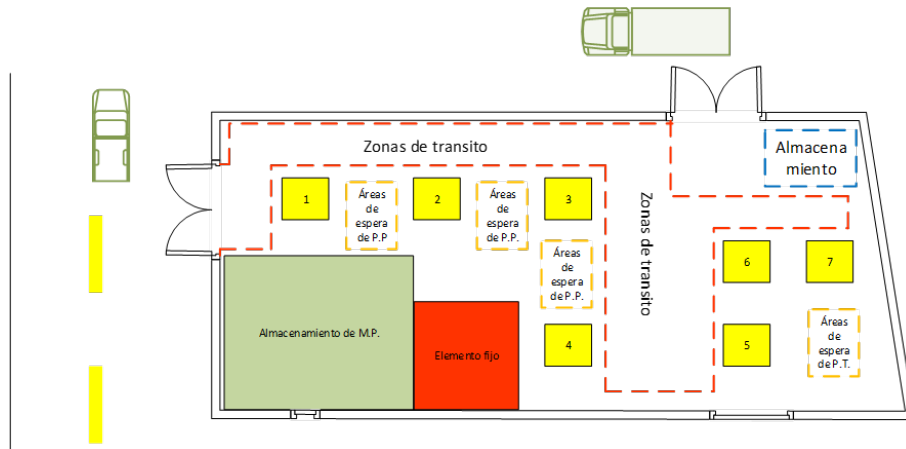 Zonas de transito
Almacena
miento
1
Áreas
de
espera
de P.P
2
Áreas
de
espera
de P.P.
3
Zonas de transito
Áreas
de
espera
de P.P.
6
7
Almacenamiento de M.P.
Elemento fijo
4
5
Áreas
de
espera
de P.T.